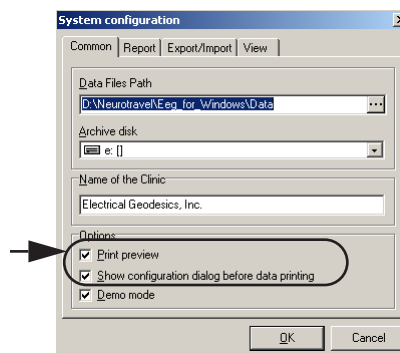 System configuration
Common Report Export/Import View
Data Files Path
D:\Neurotravel\Eeg_for_Windows\Data ...
Archive disk
e: []
Name of the Clinic
Electrical Geodesics, Inc.
Options
Print preview
Show configuration dialog before data printing
Demo mode
OK Cancel